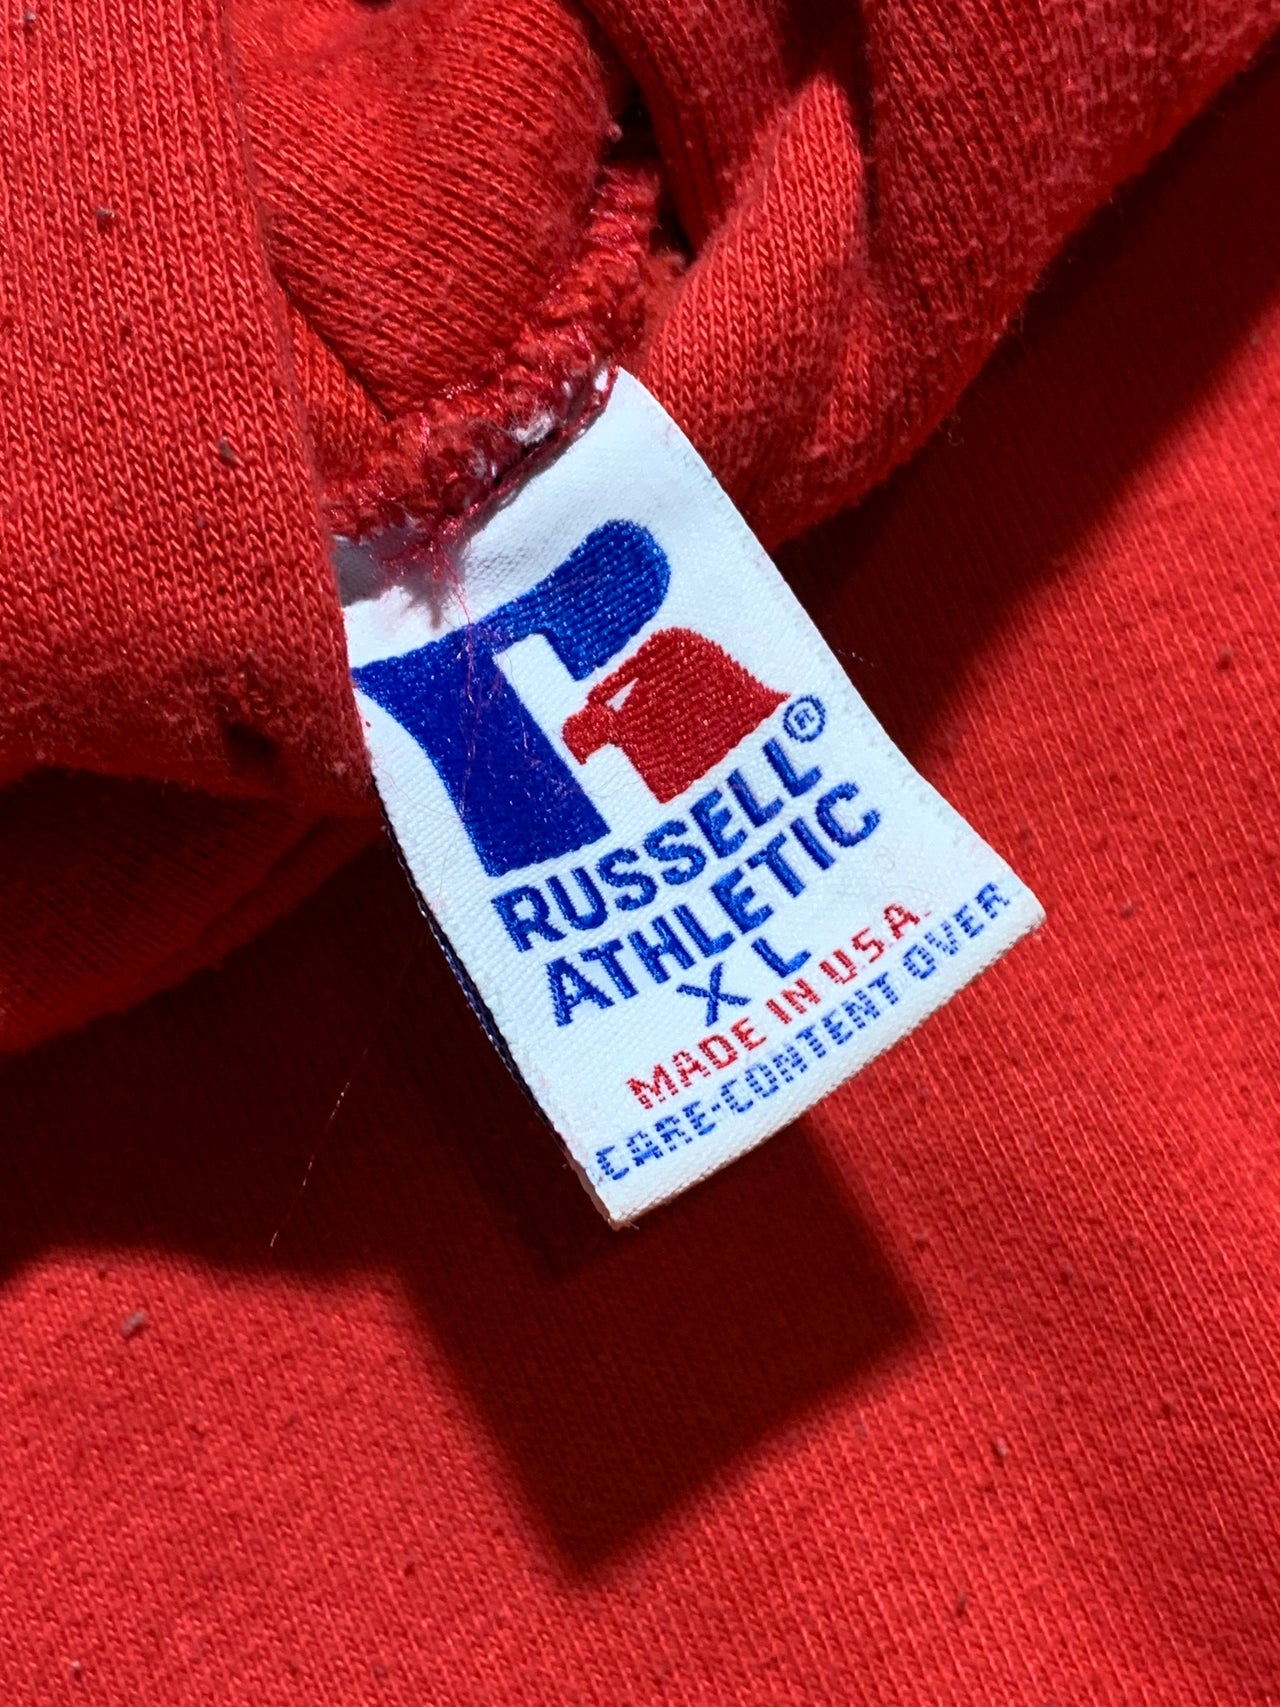 RUSSELL®
ATHLETIC
X L
MADE IN U.S.A.
CARE-CONTENT OVER